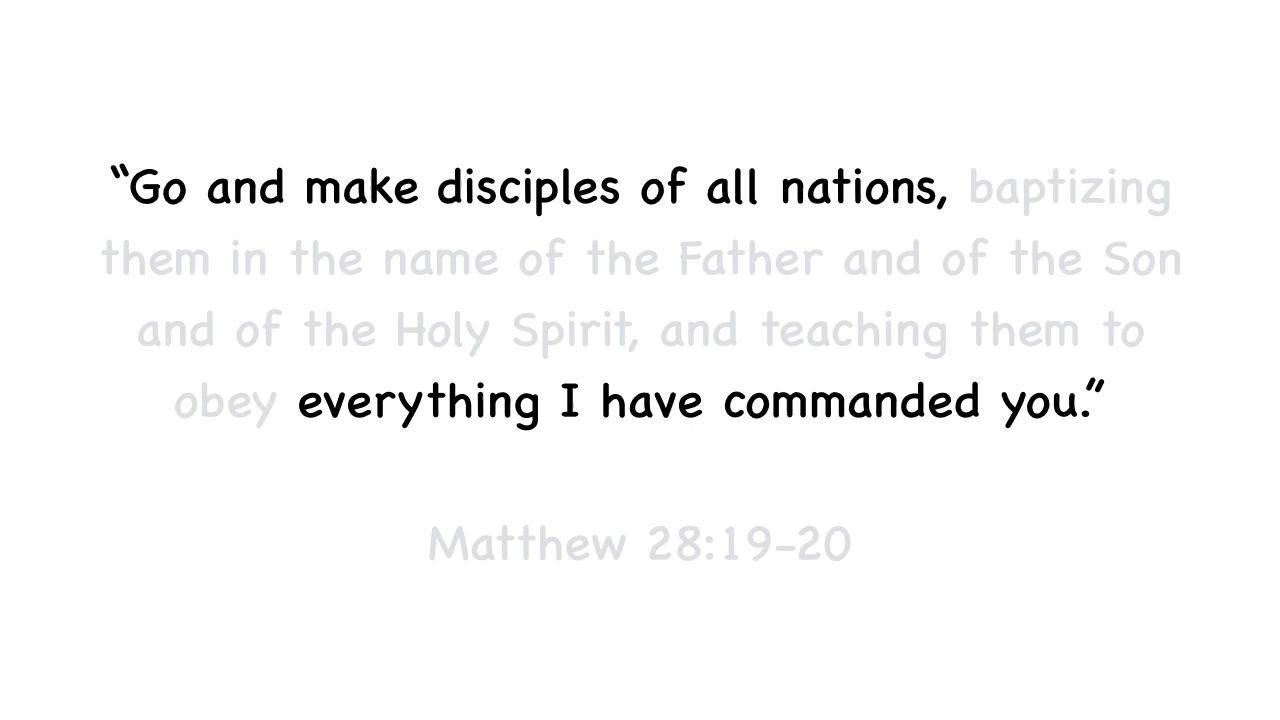 “Go and make disciples of all nations, baptizing
them in the name of the Father and of the Son
and of the Holy Spirit, and teaching them to
obey everything I have commanded you.”
Matthew 28:19-20